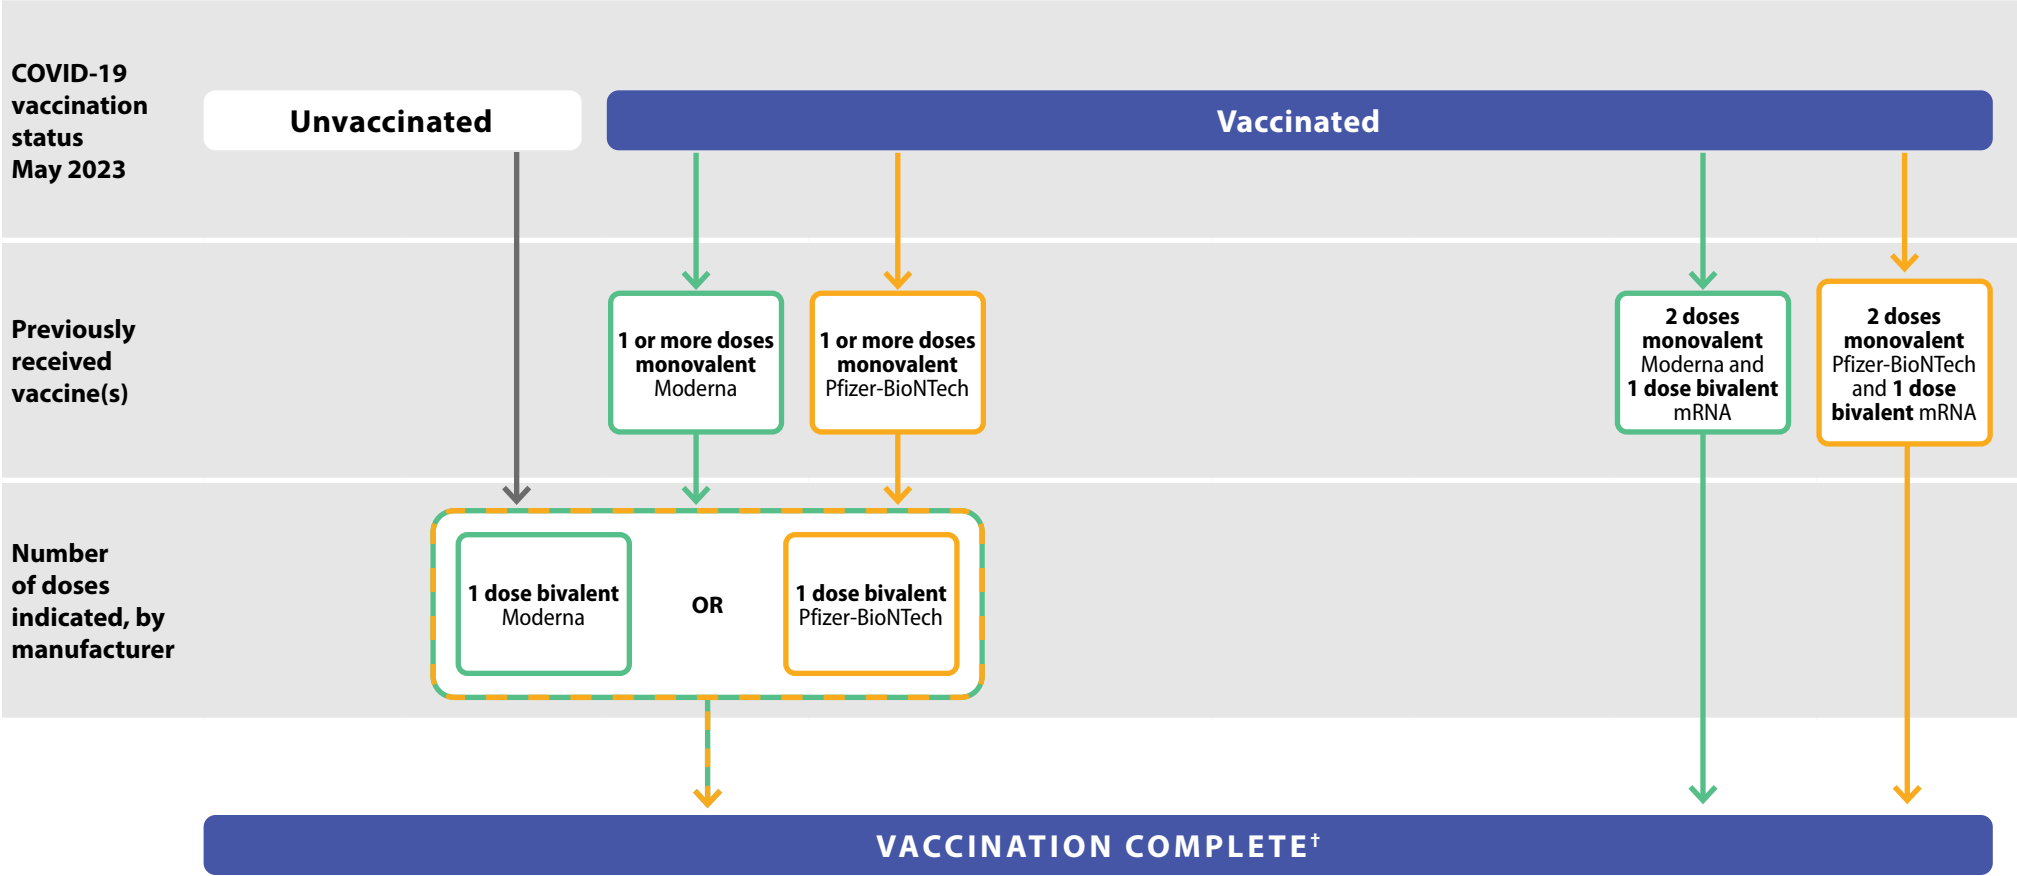 COVID-19
vaccination
status
May 2023
Unvaccinated
Vaccinated
Previously
received
vaccine(s)
1 or more doses
monovalent
Moderna
1 or more doses
monovalent
Pfizer-BioNTech
2 doses
monovalent
Moderna and
1 dose bivalent
mRNA
2 doses
monovalent
Pfizer-BioNTech
and 1 dose
bivalent mRNA
Number
of doses
indicated, by
manufacturer
1 dose bivalent
Moderna
OR
1 dose bivalent
Pfizer-BioNTech
VACCINATION COMPLETE†